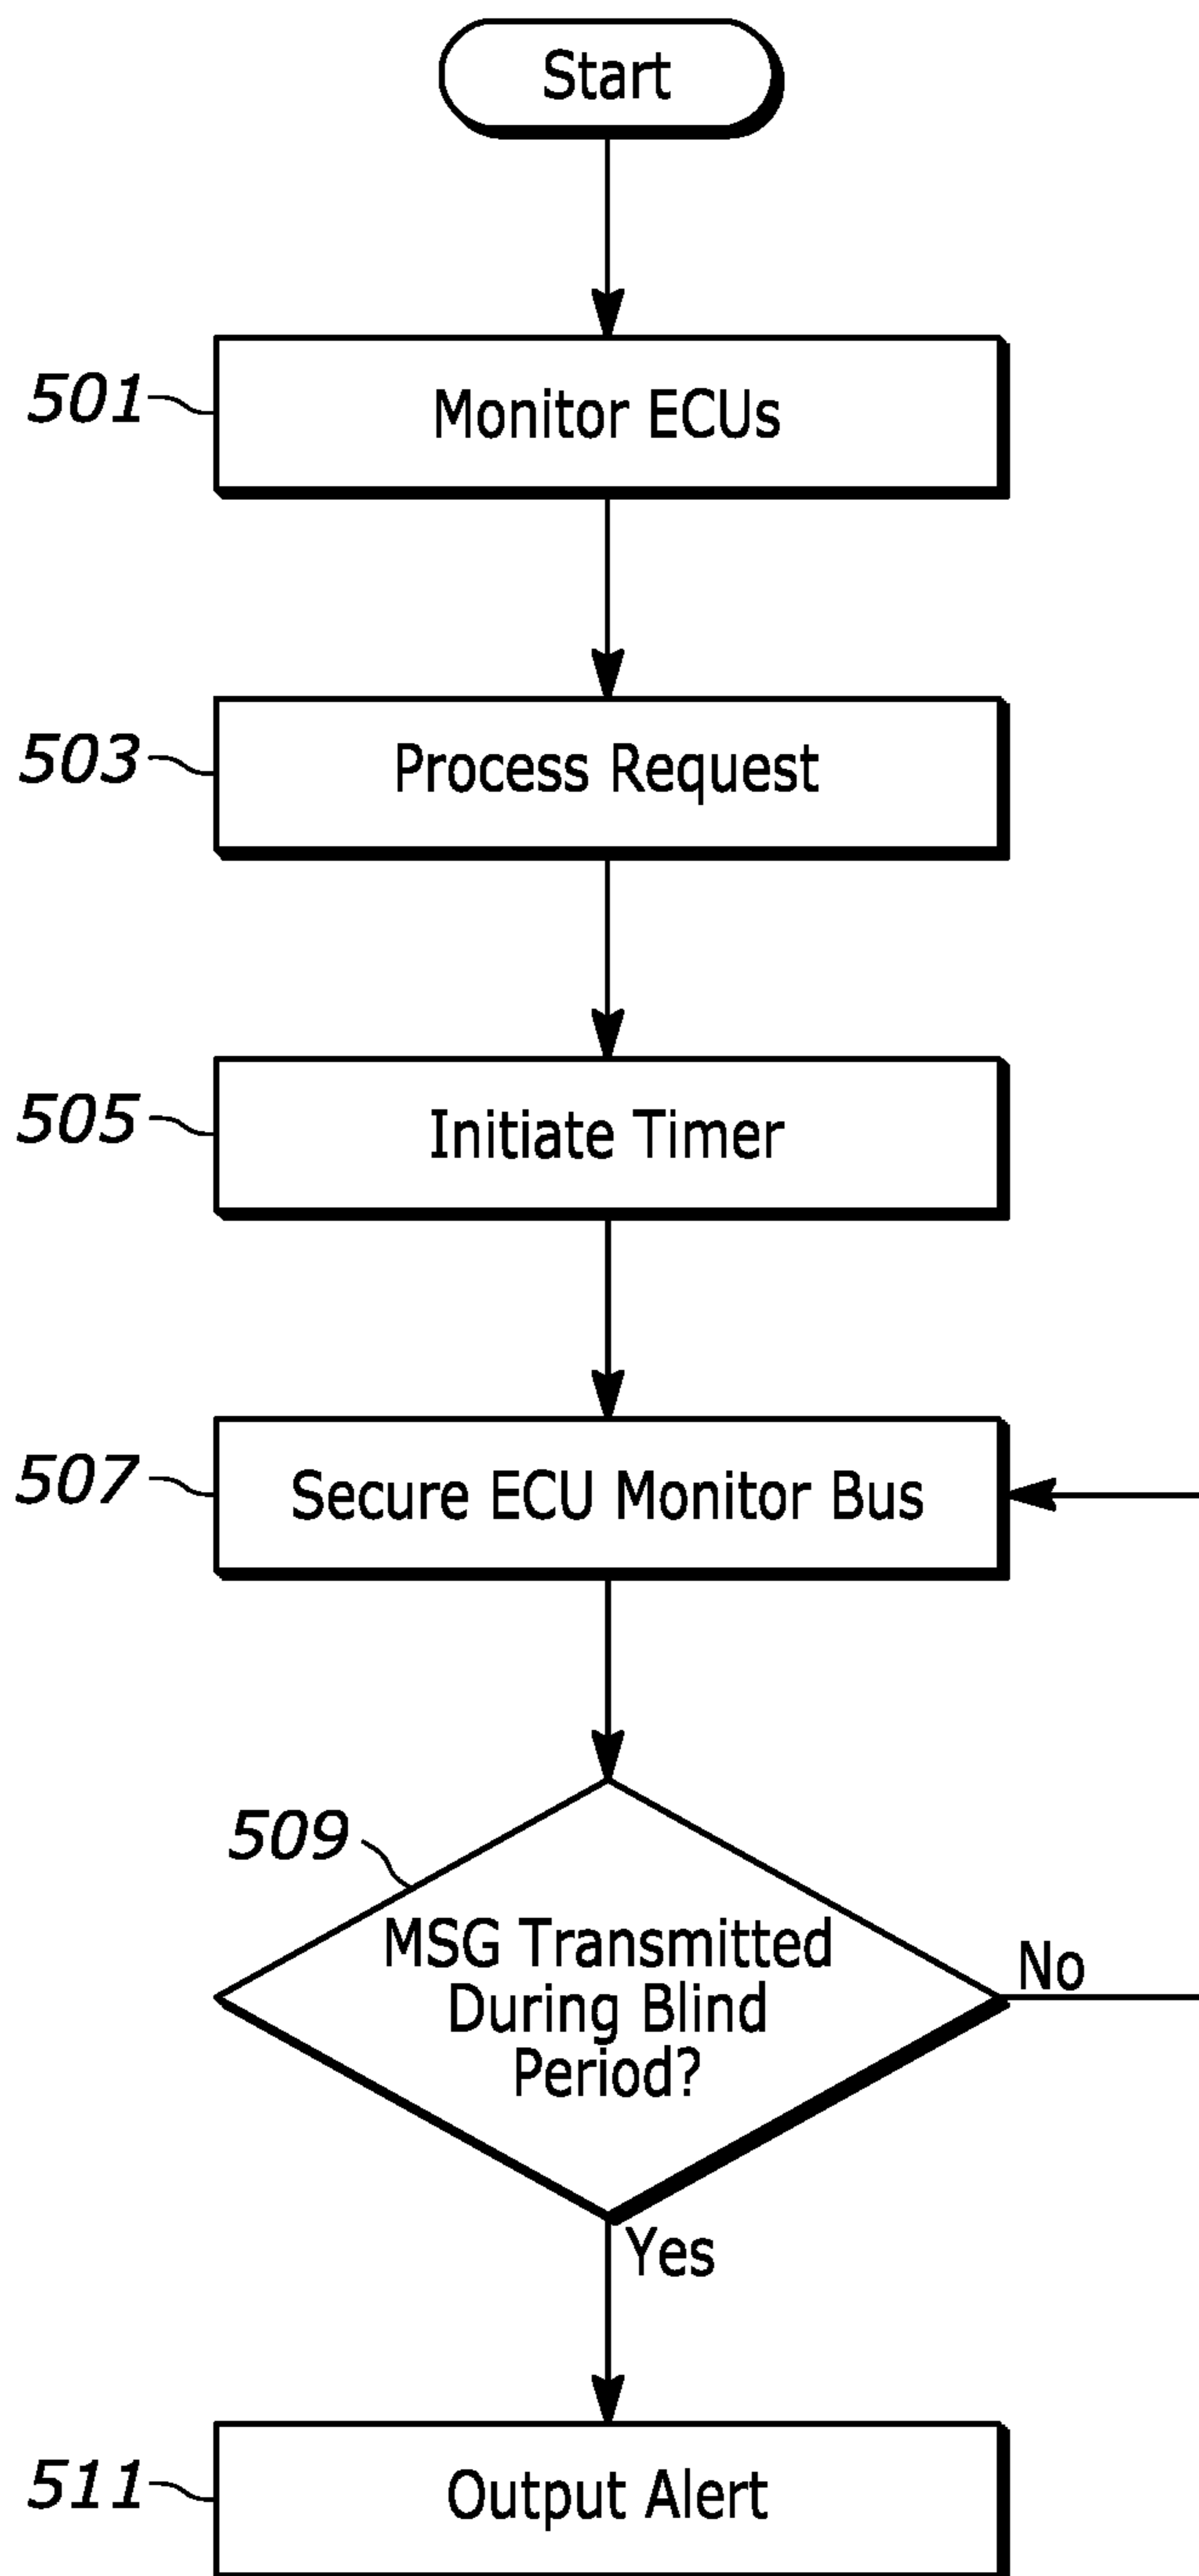 Start
501
Monitor ECUs
503
Process Request
505
Initiate Timer
507
Secure ECU Monitor Bus
509
MSG Transmitted
During Blind
Period?
No
Yes
511
Output Alert